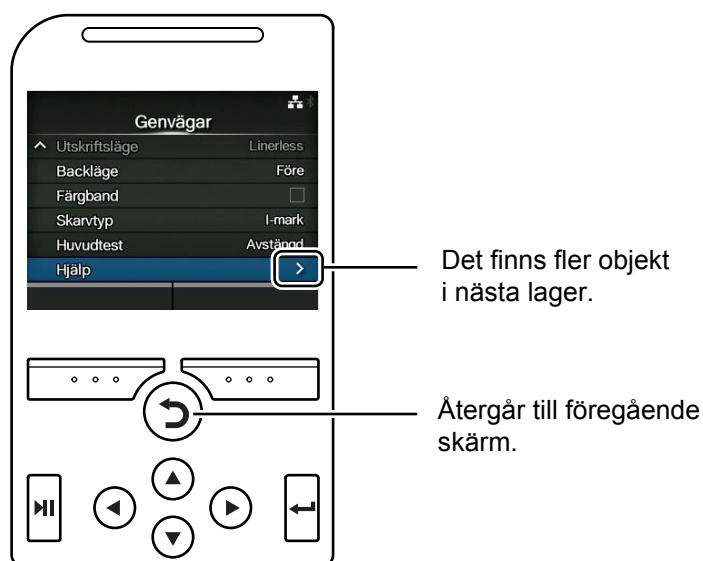 Genvägar
Utskriftsläge Linerless
Backläge Före
Färgband
Skarvtyp I-mark
Huvudtest Avstängd
Hjälp
Det finns fler objekt
i nästa lager.
Återgår till föregående
skärm.